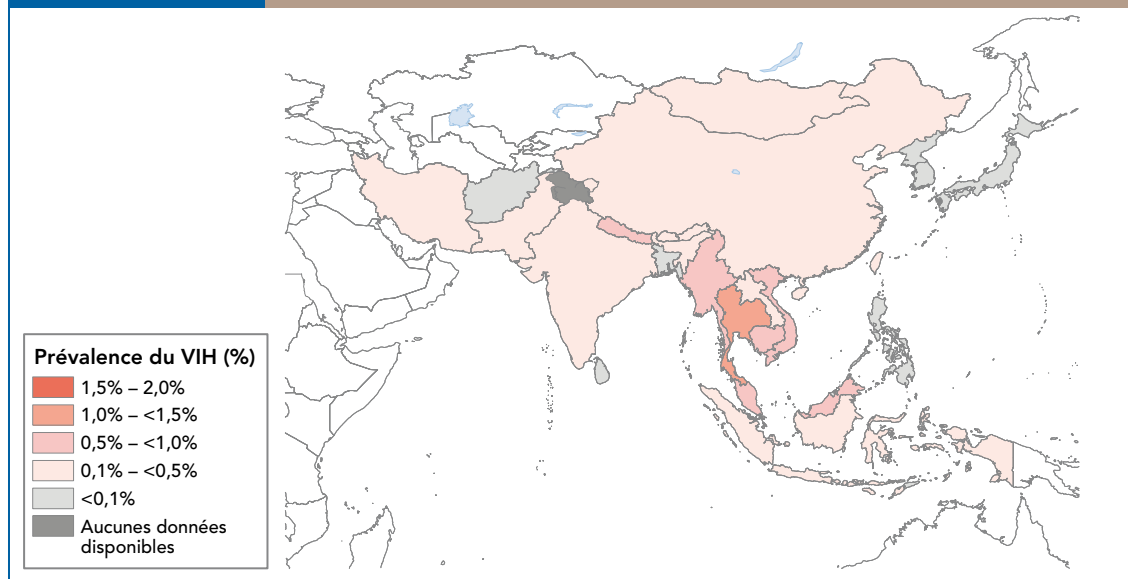 Prévalence du VIH (%)
1,5% – 2,0%
1,0% – <1,5%
0,5% – <1,0%
0,1% – <0,5%
<0,1%
Aucunes données
disponibles